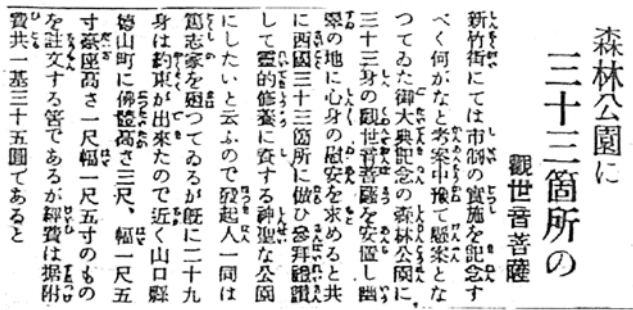 森林公園に
三十三箇所の
觀世音菩薩
新竹街にては市制の實施を記念す
べく何がなと考案中豫て懸案とな
つてゐた御大典記念の森林公園に
三十三身の觀世音菩薩を安置し幽
翠の地に心身の慰安を求めると共
に西國三十三箇所に倣ひ參拜禮讃
して靈的修養に資する神聖な公園
にしたいと云ふので發起人一同は
篤志家を廻つてゐるが既に二十九
身は約束が出來たので近く山口縣
德山町に佛體高さ三尺、幅一尺五
寸臺座高さ一尺幅一尺五寸のもの
を註文する筈であるが經費は据附
費共一基三十五圓であると